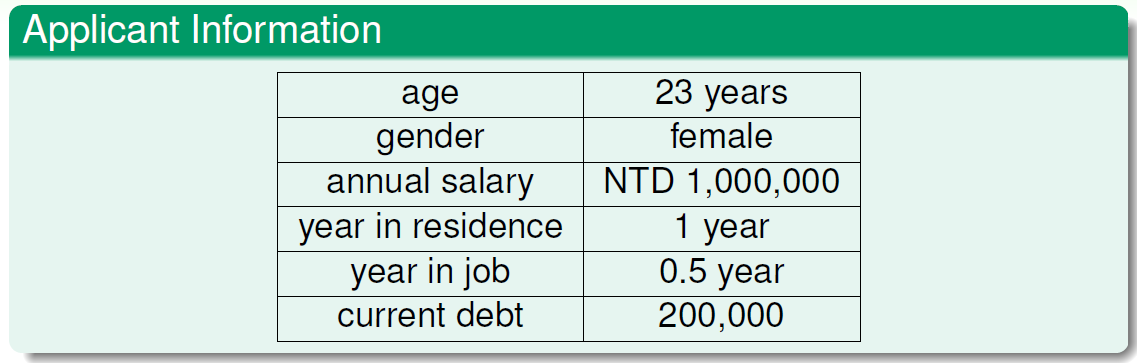 Applicant Information
age 23 years
gender female
annual salary NTD 1,000,000
year in residence 1 year
year in job 0.5 year
current debt 200,000